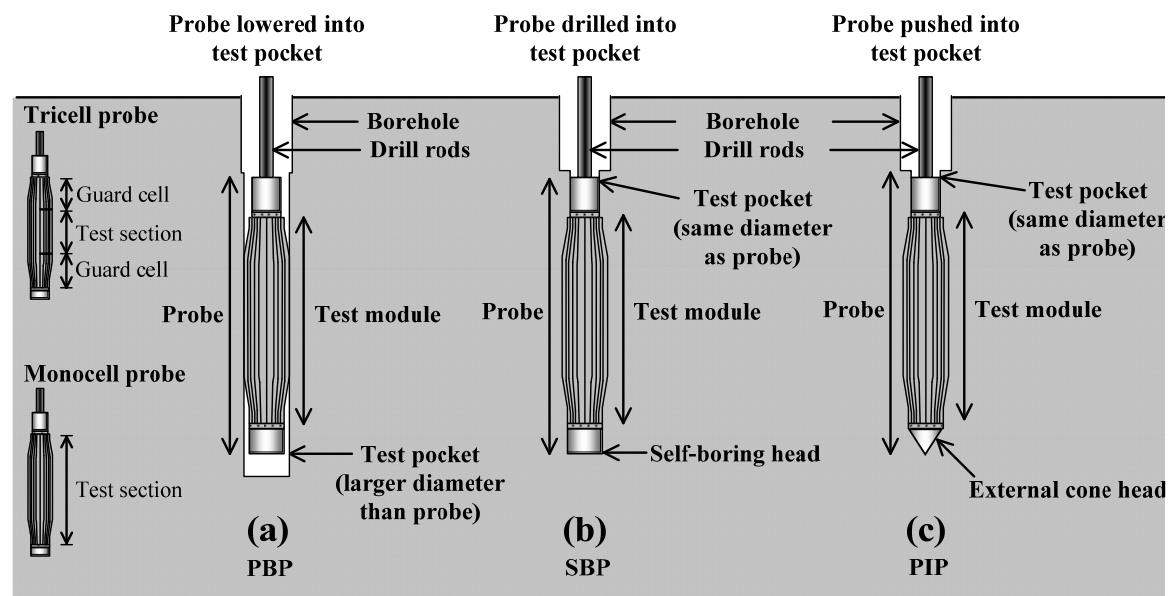 Probe lowered into
test pocket
Probe drilled into
test pocket
Probe pushed into
test pocket
Tricell probe
Guard cell
Test section
Guard cell
Monocell probe
Test section
Borehole
Drill rods
Probe
Test module
Test pocket
(larger diameter
than probe)
(a)
PBP
Borehole
Drill rods
Test pocket
(same diameter
as probe)
Probe
Test module
Self-boring head
(b)
SBP
Test pocket
(same diameter
as probe)
Probe
Test module
External cone head
(c)
PIP